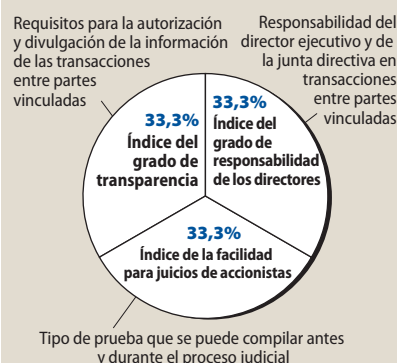 Requisitos para la autorización
y divulgación de la información
de las transacciones
entre partes
vinculadas
Responsabilidad del
director ejecutivo y de
la junta directiva en
transacciones
entre partes
vinculadas
33,3%
Índice del
grado de
transparencia
33,3%
Índice del
grado de
responsabilidad
de los directores
33,3%
Índice de la facilidad
para juicios de accionistas
Tipo de prueba que se puede compilar antes
y durante el proceso judicial